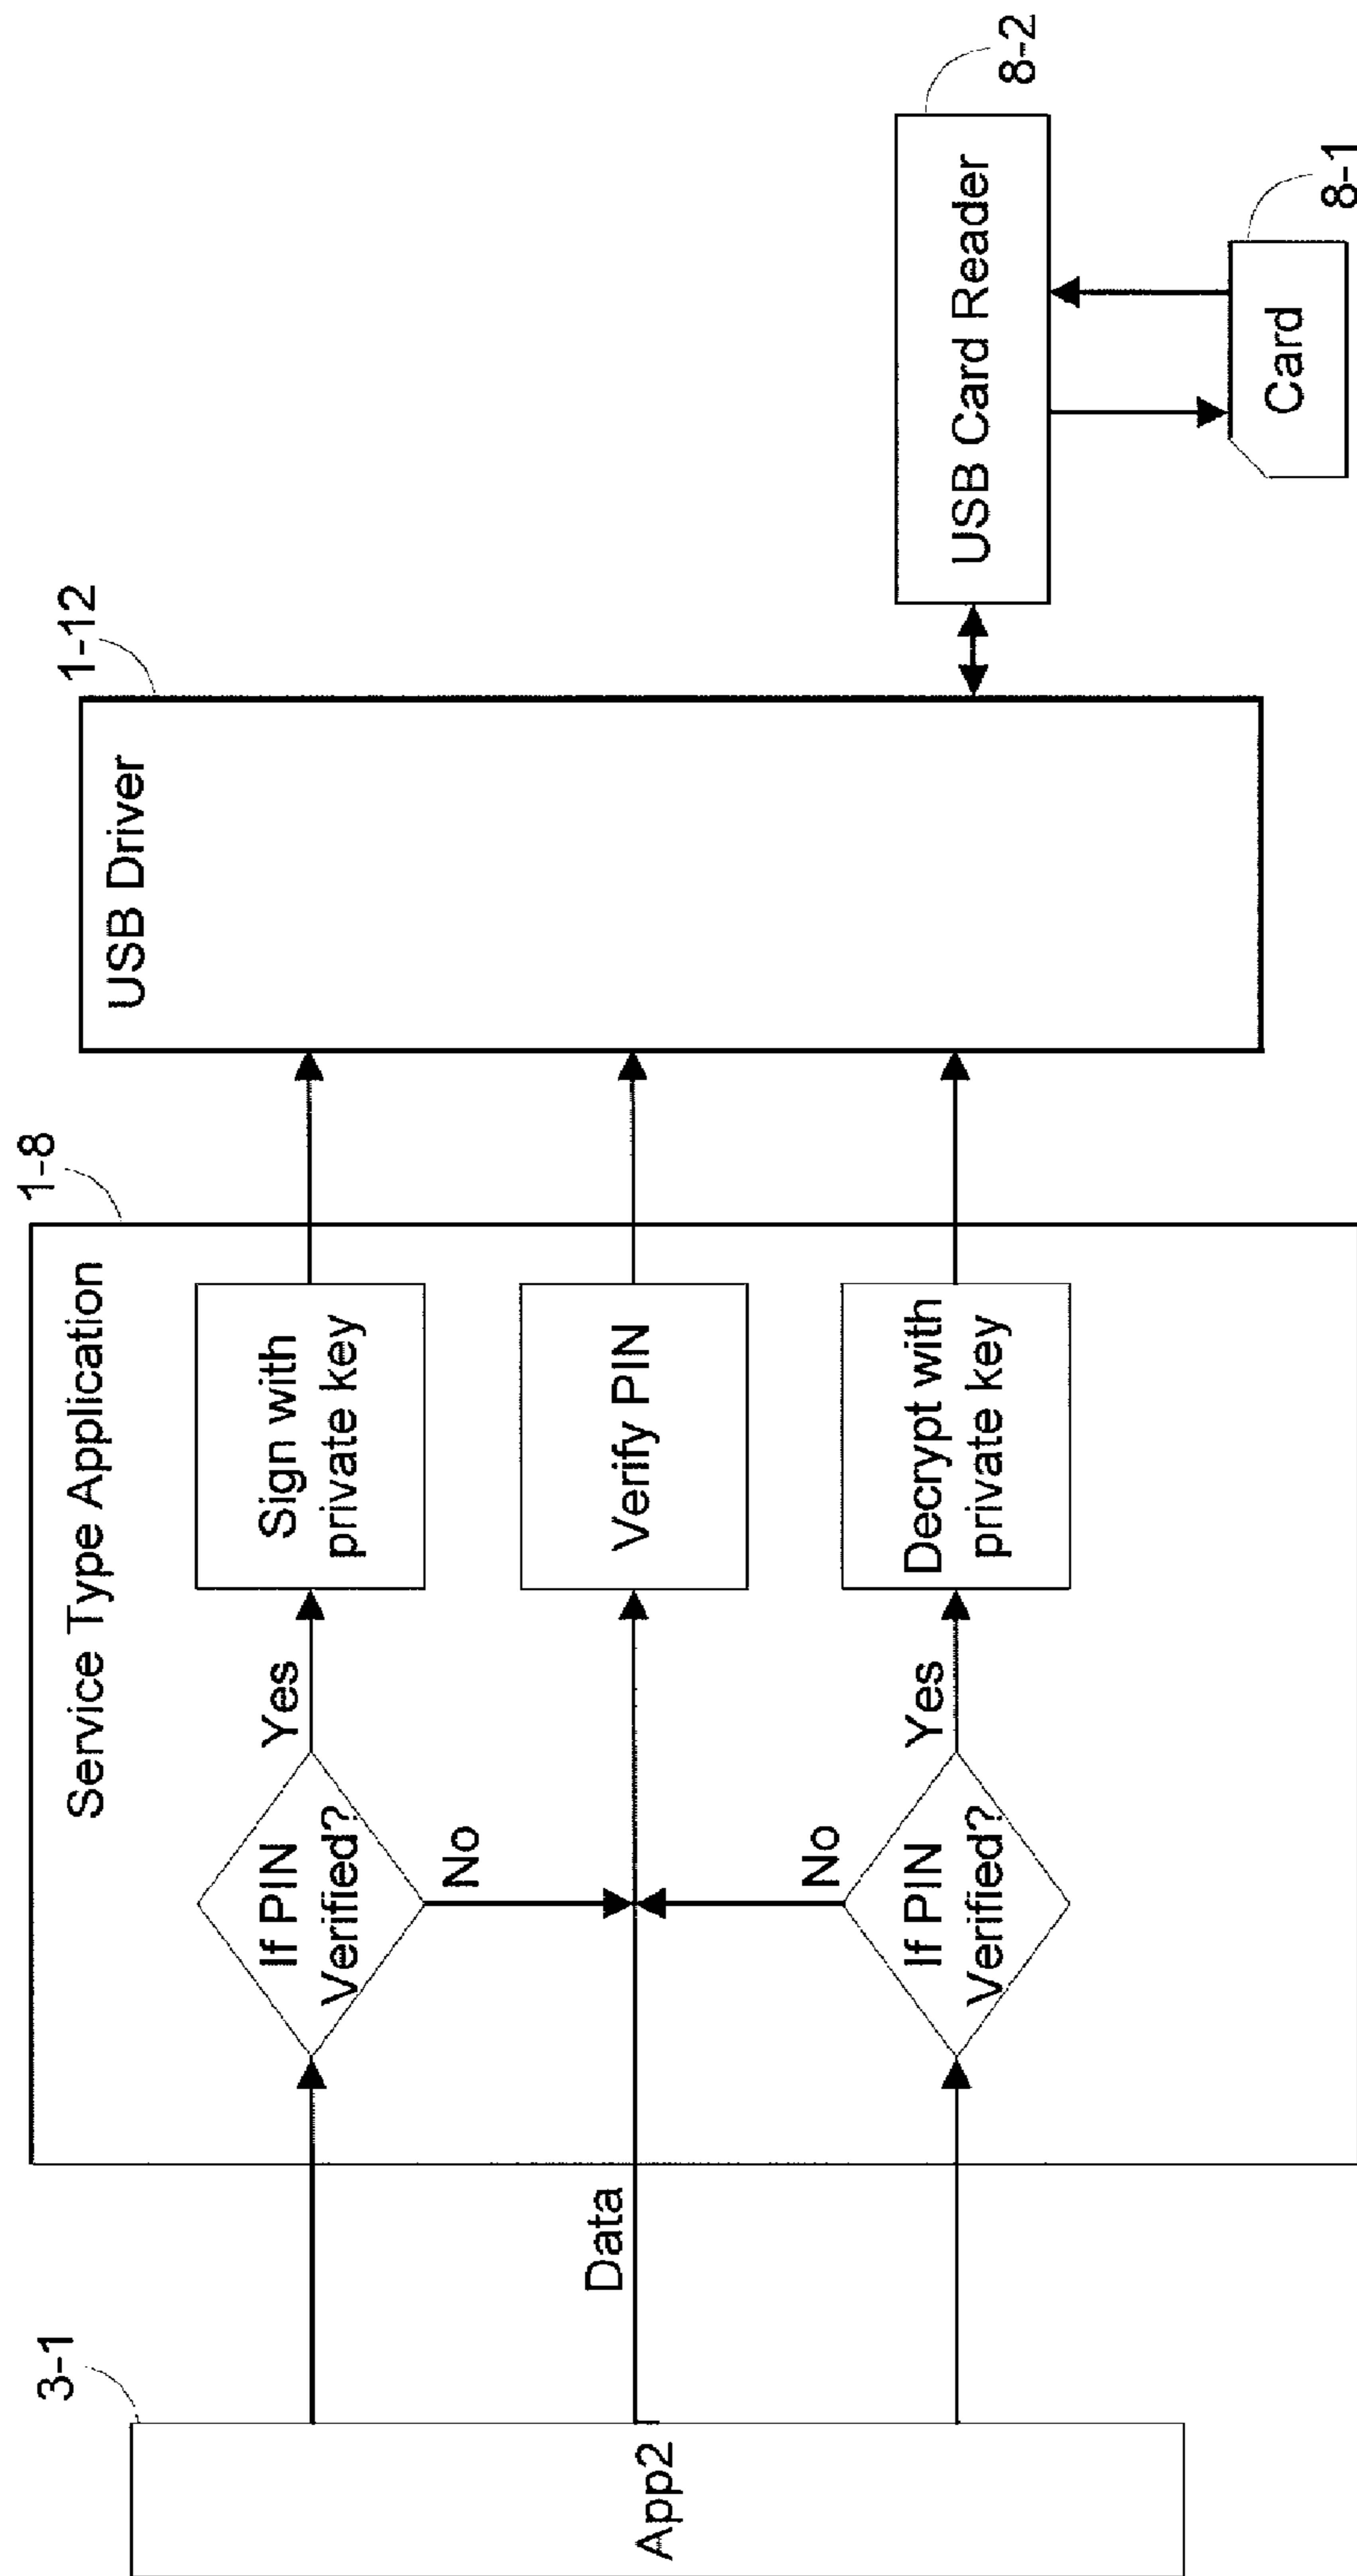 3-1
App2
Data
1-8
Service Type Application
If PIN
Verified?
Yes
No
Sign with
private key
Verify PIN
No
If PIN
Verified?
Yes
Decrypt with
private key
1-12
USB Driver
8-2
USB Card Reader
8-1
Card